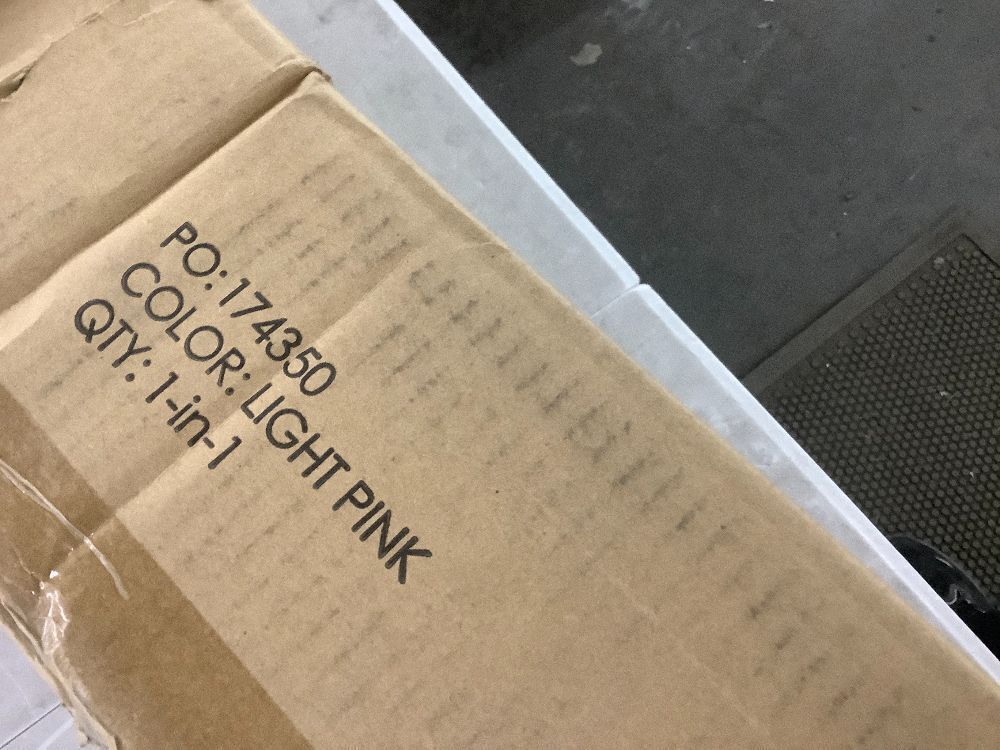 PO: 174350
COLOR: LIGHT PINK
QTY: 1-in-1